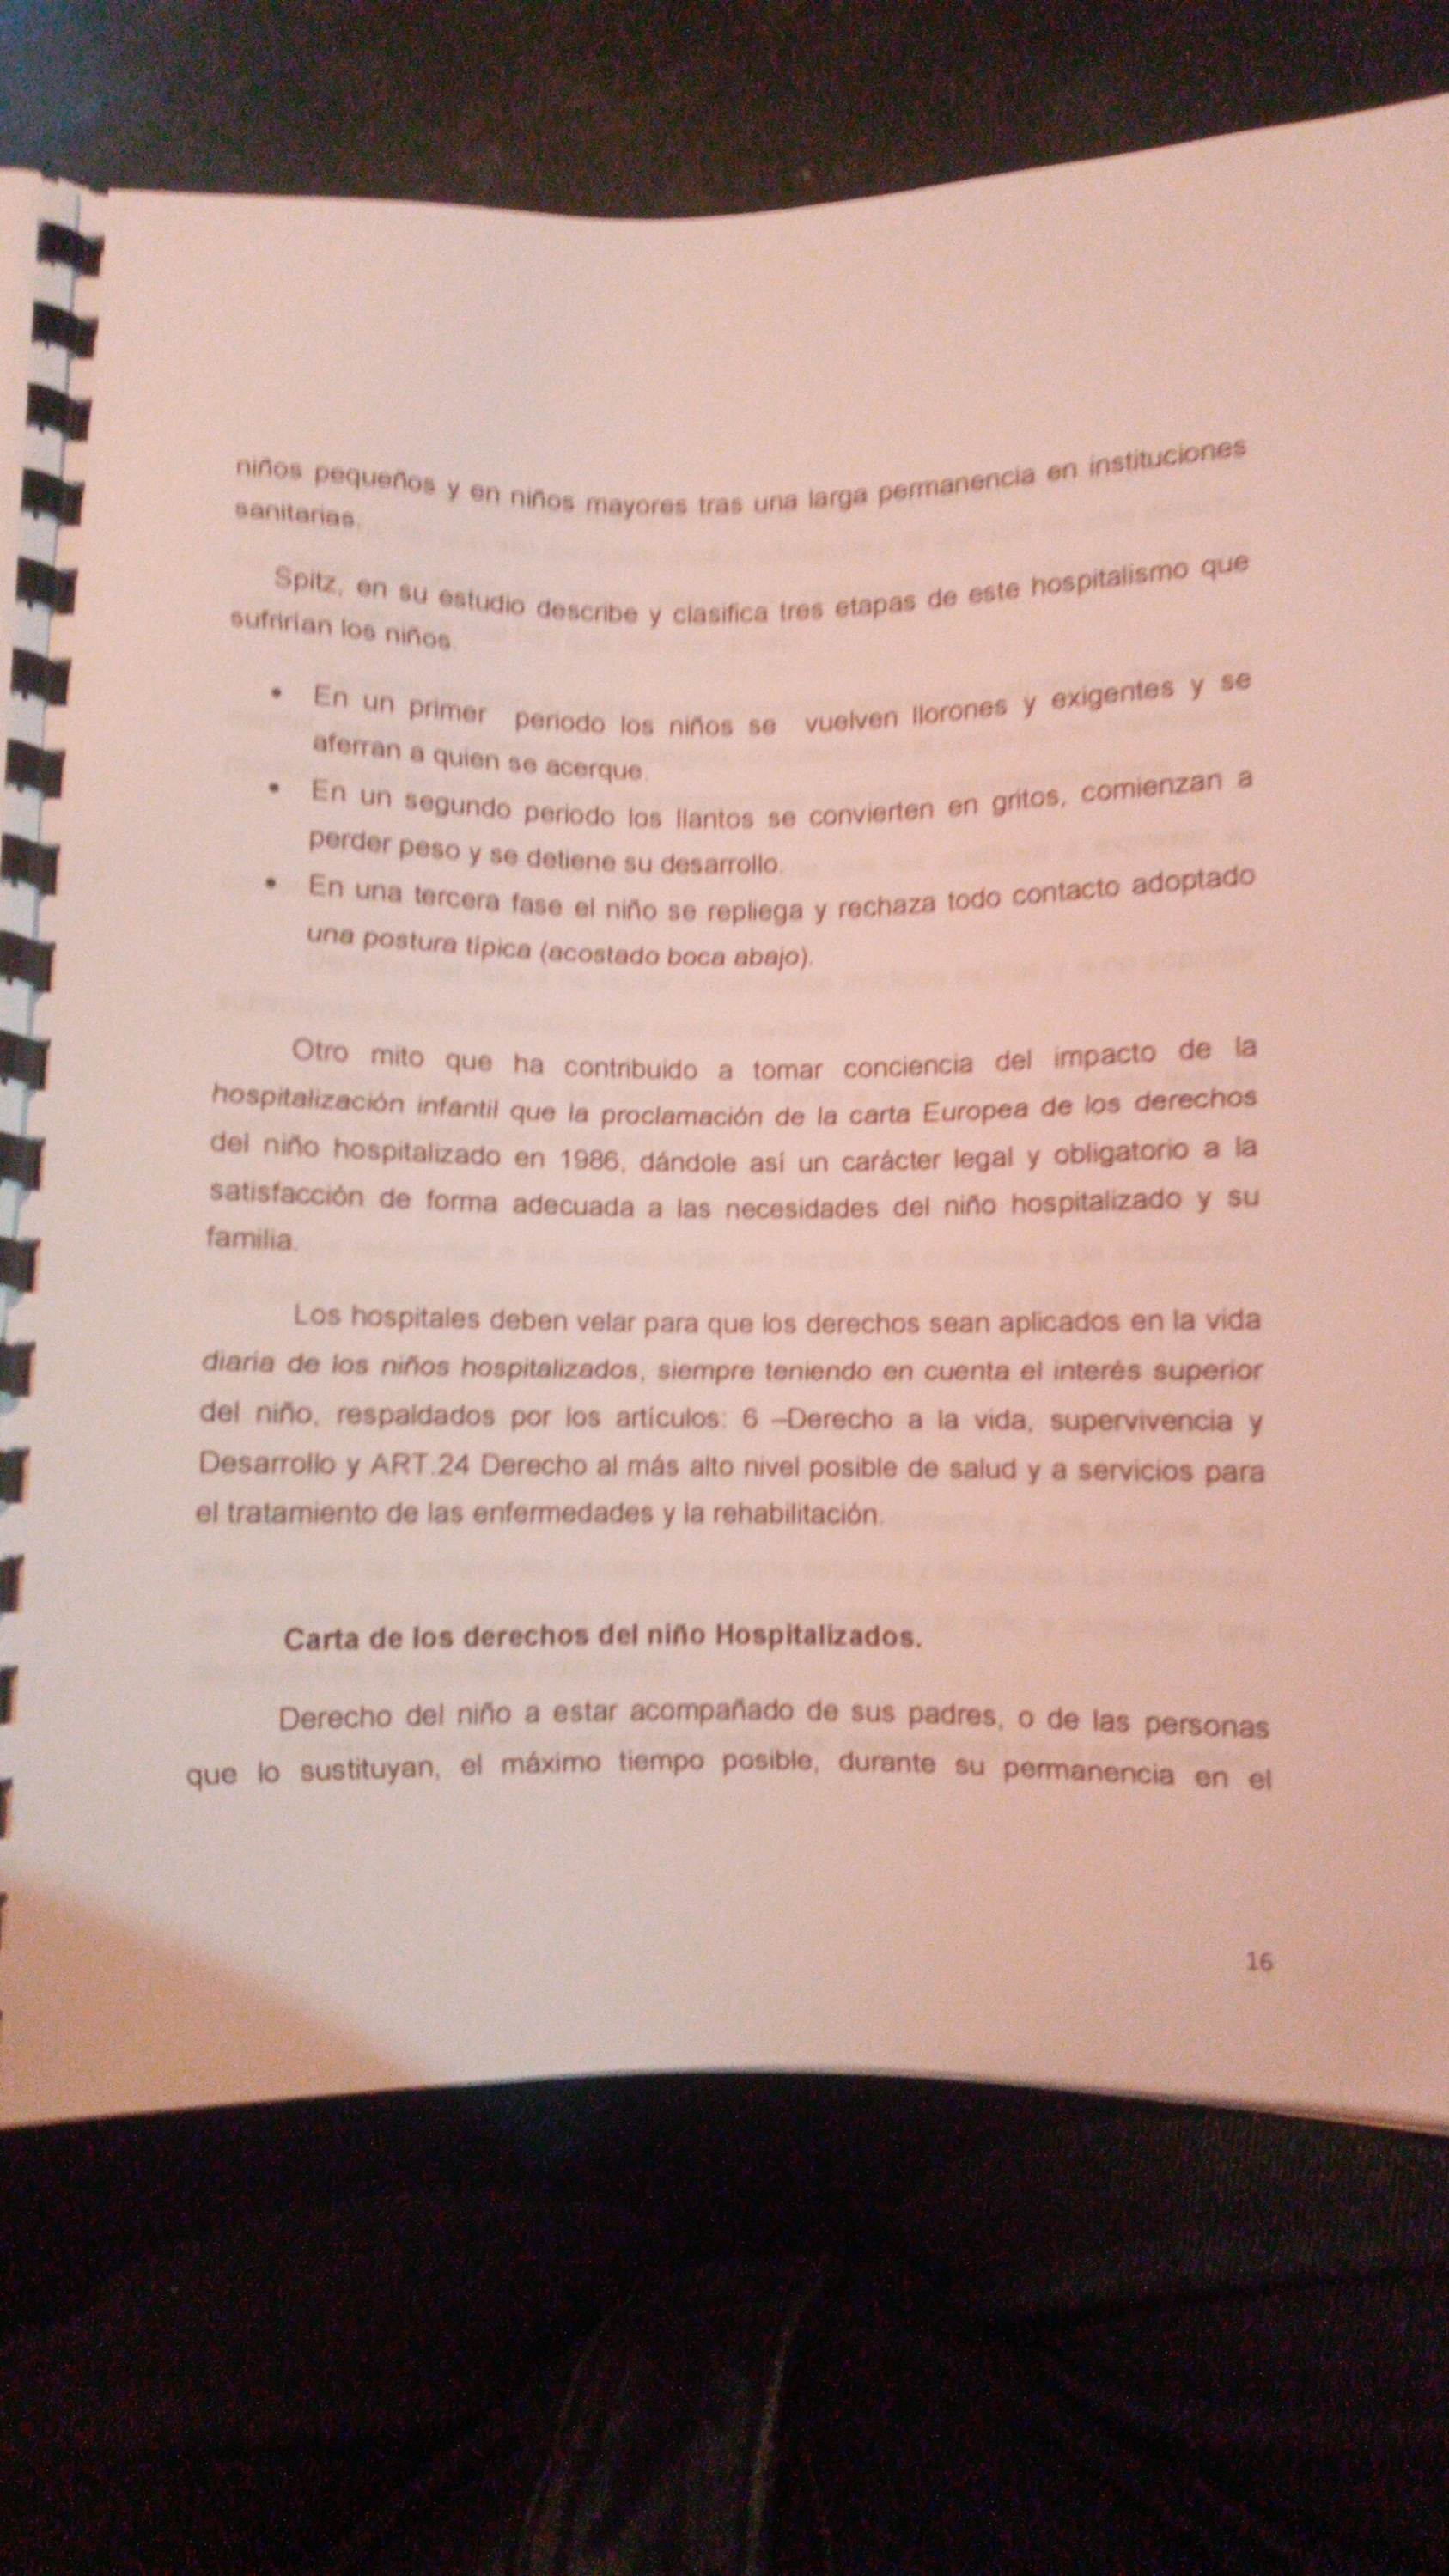 niños pequeños y en niños mayores tras una larga permanencia en instituciones
sanitarias.
Spitz, en su estudio describe y clasifica tres etapas de este hospitalismo que
sufrirían los niños.
• En un primer periodo los niños se vuelven llorones y exigentes y se
aferran a quien se acerque.
• En un segundo periodo los llantos se convierten en gritos, comienzan a
perder peso y se detiene su desarrollo.
• En una tercera fase el niño se repliega y rechaza todo contacto adoptado
una postura típica (acostado boca abajo).
Otro mito que ha contribuido a tomar conciencia del impacto de la
hospitalización infantil que la proclamación de la carta Europea de los derechos
del niño hospitalizado en 1986, dándole así un carácter legal y obligatorio a la
satisfacción de forma adecuada a las necesidades del niño hospitalizado y su
familia.
Los hospitales deben velar para que los derechos sean aplicados en la vida
diaria de los niños hospitalizados, siempre teniendo en cuenta el interés superior
del niño, respaldados por los artículos: 6 –Derecho a la vida, supervivencia y
Desarrollo y ART.24 Derecho al más alto nivel posible de salud y a servicios para
el tratamiento de las enfermedades y la rehabilitación.
Carta de los derechos del niño Hospitalizados.
Derecho del niño a estar acompañado de sus padres, o de las personas
que lo sustituyan, el máximo tiempo posible, durante su permanencia en el
16